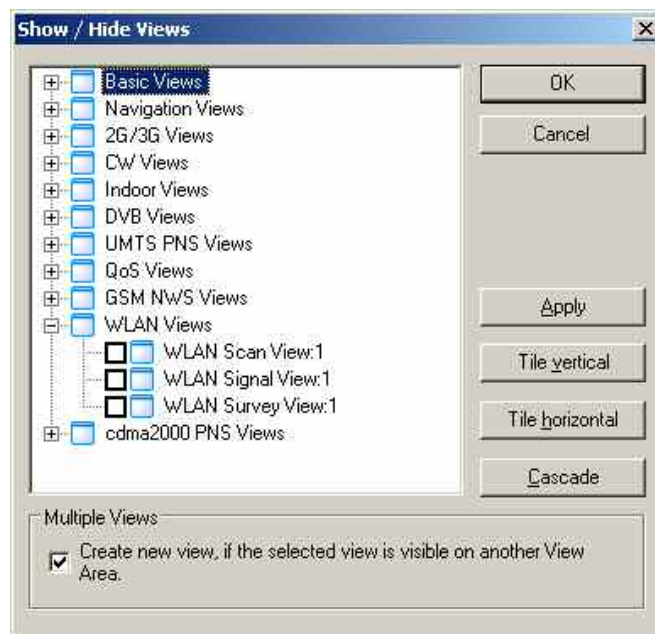 Show / Hide Views
Basic Views
Navigation Views
2G/3G Views
CW Views
Indoor Views
DVB Views
UMTS PNS Views
QoS Views
GSM NWS Views
WLAN Views
WLAN Scan View:1
WLAN Signal View:1
WLAN Survey View:1
cdma2000 PNS Views
OK
Cancel
Apply
Tile vertical
Tile horizontal
Cascade
Multiple Views
Create new view, if the selected view is visible on another View
Area.